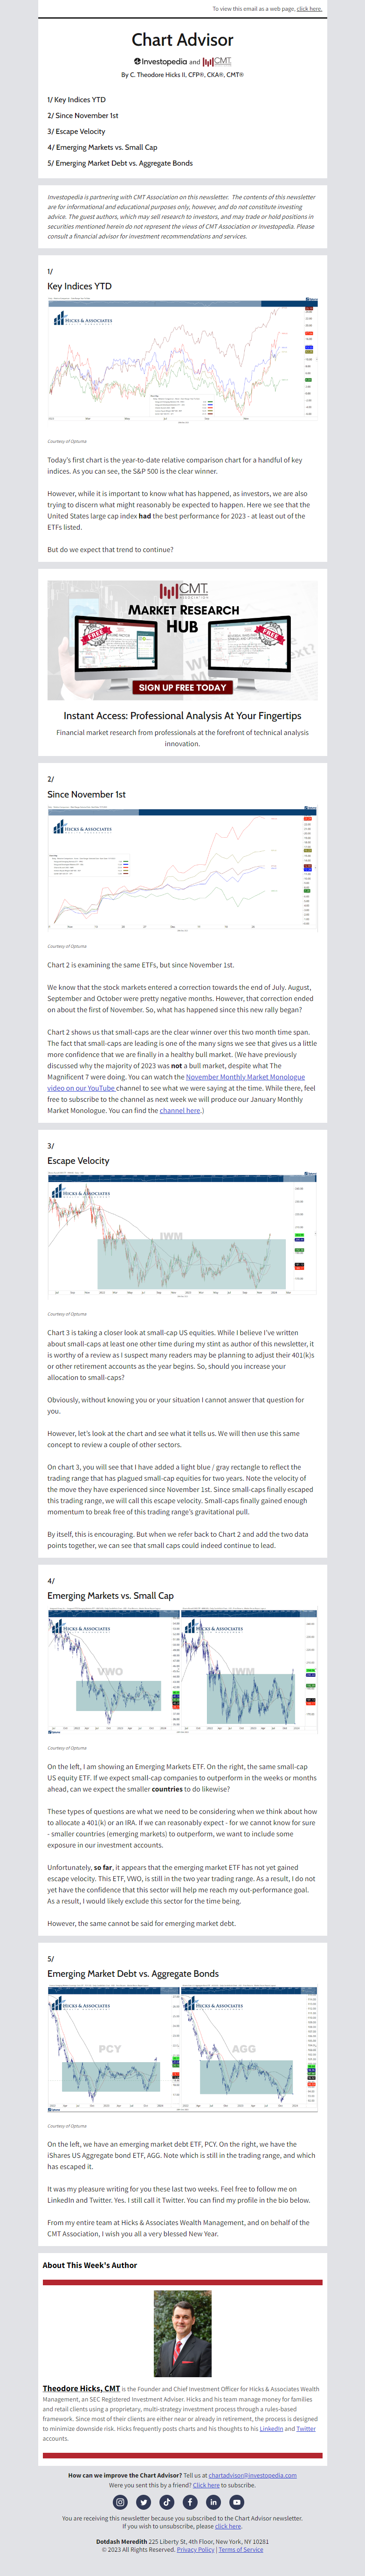 To view this email as a web page, click here.
Chart Advisor
Investopedia and CMT ASSOCIATION
By C. Theodore Hicks II, CFP®, CKA®, CMT®
1/ Key Indices YTD
2/ Since November 1st
3/ Escape Velocity
4/ Emerging Markets vs. Small Cap
5/ Emerging Market Debt vs. Aggregate Bonds
Investopedia is partnering with CMT Association on this newsletter. The contents of this newsletter
are for informational and educational purposes only, however, and do not constitute investing
advice. The guest authors, which may sell research to investors, and may trade or hold positions in
securities mentioned herein do not represent the views of CMT Association or Investopedia. Please
consult a financial advisor for investment recommendations and services.
1/
Key Indices YTD
HICKS & ASSOCIATES
Courtesy of Optuma
Today's first chart is the year-to-date relative comparison chart for a handful of key
indices. As you can see, the S&P 500 is the clear winner.
However, while it is important to know what has happened, as investors, we are also
trying to discern what might reasonably be expected to happen. Here we see that the
United States large cap index had the best performance for 2023 - at least out of the
ETFs listed.
But do we expect that trend to continue?
CMT ASSOCIATION
MARKET RESEARCH
HUB
FREE
FREE
SIGN UP FREE TODAY
Instant Access: Professional Analysis At Your Fingertips
Financial market research from professionals at the forefront of technical analysis
innovation.
2/
Since November 1st
HICKS & ASSOCIATES
Courtesy of Optuma
Chart 2 is examining the same ETFs, but since November 1st.
We know that the stock markets entered a correction towards the end of July. August,
September and October were pretty negative months. However, that correction ended
on about the first of November. So, what has happened since this new rally began?
Chart 2 shows us that small-caps are the clear winner over this two month time span.
The fact that small-caps are leading is one of the many signs we see that gives us a little
more confidence that we are finally in a healthy bull market. (We have previously
discussed why the majority of 2023 was not a bull market, despite what The
Magnificent 7 were doing. You can watch the November Monthly Market Monologue
video on our YouTube channel to see what we were saying at the time. While there, feel
free to subscribe to the channel as next week we will produce our January Monthly
Market Monologue. You can find the channel here.)
3/
Escape Velocity
HICKS & ASSOCIATES
IWM
Courtesy of Optuma
Chart 3 is taking a closer look at small-cap US equities. While I believe I've written
about small-caps at least one other time during my stint as author of this newsletter, it
is worthy of a review as I suspect many readers may be planning to adjust their 401(k)s
or other retirement accounts as the year begins. So, should you increase your
allocation to small-caps?
Obviously, without knowing you or your situation I cannot answer that question for
you.
However, let's look at the chart and see what it tells us. We will then use this same
concept to review a couple of other sectors.
On chart 3, you will see that I have added a light blue / gray rectangle to reflect the
trading range that has plagued small-cap equities for two years. Note the velocity of
the move they have experienced since November 1st. Since small-caps finally escaped
this trading range, we will call this escape velocity. Small-caps finally gained enough
momentum to break free of this trading range's gravitational pull.
By itself, this is encouraging. But when we refer back to Chart 2 and add the two data
points together, we can see that small caps could indeed continue to lead.
4/
Emerging Markets vs. Small Cap
HICKS & ASSOCIATES
HICKS & ASSOCIATES
VWO
IWM
Courtesy of Optuma
On the left, I am showing an Emerging Markets ETF. On the right, the same small-cap
US equity ETF. If we expect small-cap companies to outperform in the weeks or months
ahead, can we expect the smaller countries to do likewise?
These types of questions are what we need to be considering when we think about how
to allocate a 401(k) or an IRA. If we can reasonably expect - for we cannot know for sure
- smaller countries (emerging markets) to outperform, we want to include some
exposure in our investment accounts.
Unfortunately, so far, it appears that the emerging market ETF has not yet gained
escape velocity. This ETF, VWO, is still in the two year trading range. As a result, I do not
yet have the confidence that this sector will help me reach my out-performance goal.
As a result, I would likely exclude this sector for the time being.
However, the same cannot be said for emerging market debt.
5/
Emerging Market Debt vs. Aggregate Bonds
HICKS & ASSOCIATES
HICKS & ASSOCIATES
PCY
AGG
Courtesy of Optuma
On the left, we have an emerging market debt ETF, PCY. On the right, we have the
iShares US Aggregate bond ETF, AGG. Note which is still in the trading range, and which
has escaped it.
It was my pleasure writing for you these last two weeks. Feel free to follow me on
LinkedIn and Twitter. Yes. I still call it Twitter. You can find my profile in the bio below.
From my entire team at Hicks & Associates Wealth Management, and on behalf of the
CMT Association, I wish you all a very blessed New Year.
About This Week's Author
Theodore Hicks, CMT is the Founder and Chief Investment Officer for Hicks & Associates Wealth
Management, an SEC Registered Investment Adviser. Hicks and his team manage money for families
and retail clients using a proprietary, multi-strategy investment process through a rules-based
framework. Since most of their clients are either near or already in retirement, the process is designed
to minimize downside risk. Hicks frequently posts charts and his thoughts to his LinkedIn and Twitter
accounts.
How can we improve the Chart Advisor? Tell us at chartadvisor@investopedia.com
Were you sent this by a friend? Click here to subscribe.
You are receiving this newsletter because you subscribed to the Chart Advisor newsletter.
If you wish to unsubscribe, please click here.
Dotdash Meredith 225 Liberty St, 4th Floor, New York, NY 10281
© 2023 All Rights Reserved. Privacy Policy | Terms of Service